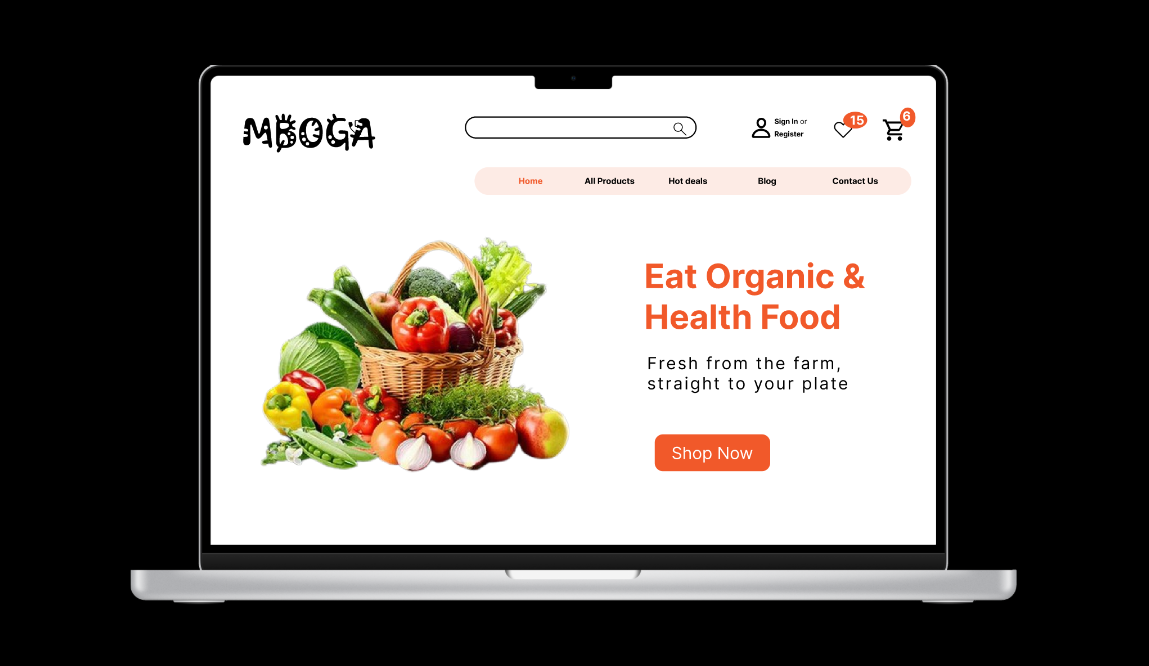 MBOGA
Sign In or
Register
15
6
Home All Products Hot deals Blog Contact Us
Eat Organic &
Health Food
Fresh from the farm,
straight to your plate
Shop Now